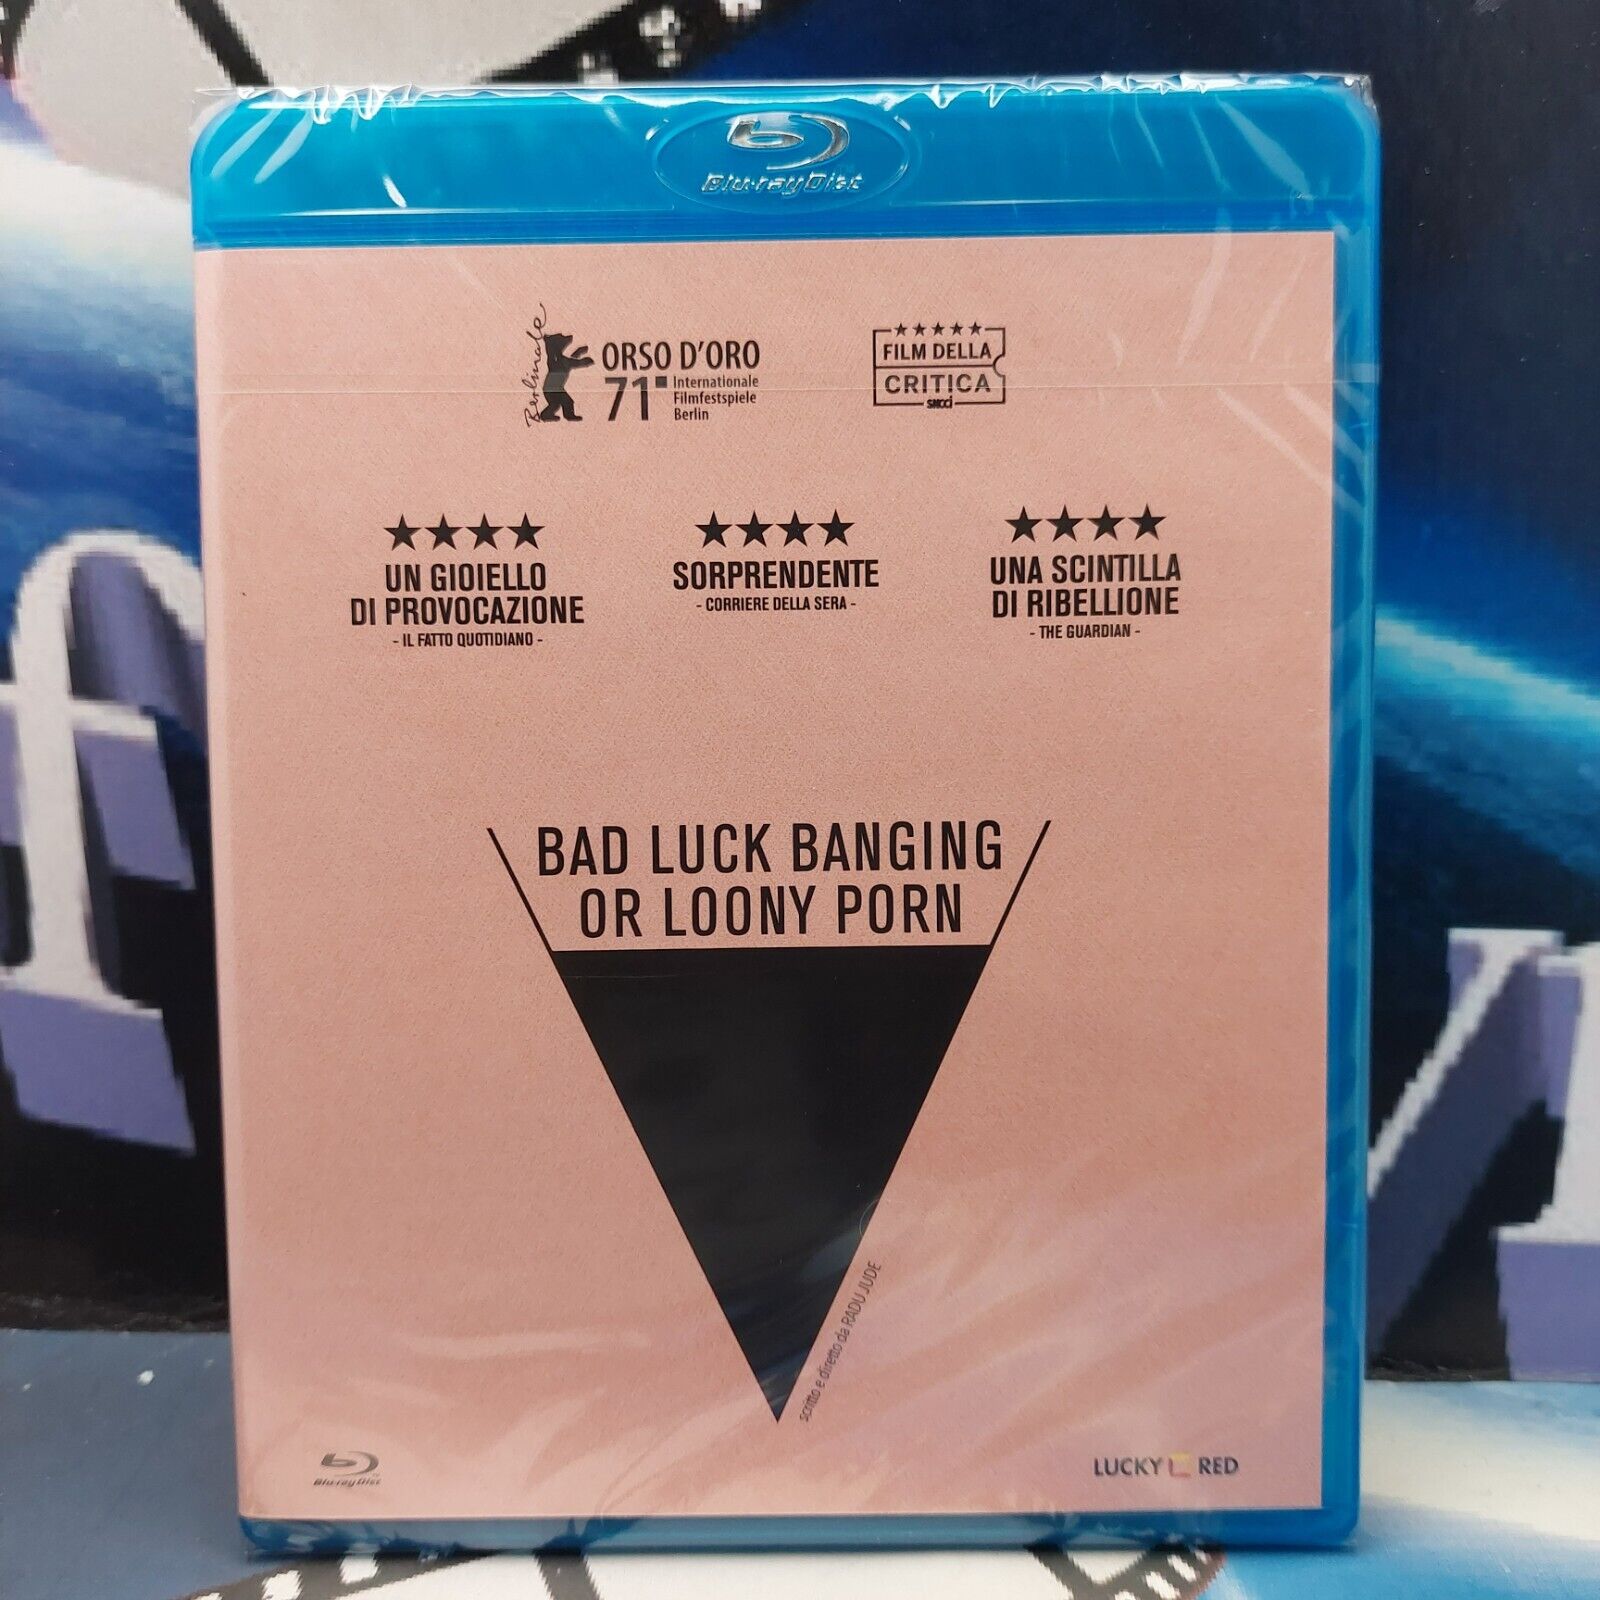 Blu-ray Disc
Berlinale
ORSO D'ORO
71
Internationale
Filmfestspiele
Berlin
FILM DELLA
CRITICA
sncci
UN GIOIELLO
DI PROVOCAZIONE
- IL FATTO QUOTIDIANO -
SORPRENDENTE
- CORRIERE DELLA SERA -
UNA SCINTILLA
DI RIBELLIONE
- THE GUARDIAN -
BAD LUCK BANGING
OR LOONY PORN
scritto e diretto da RADU JUDE
Blu-ray Disc
LUCKY RED